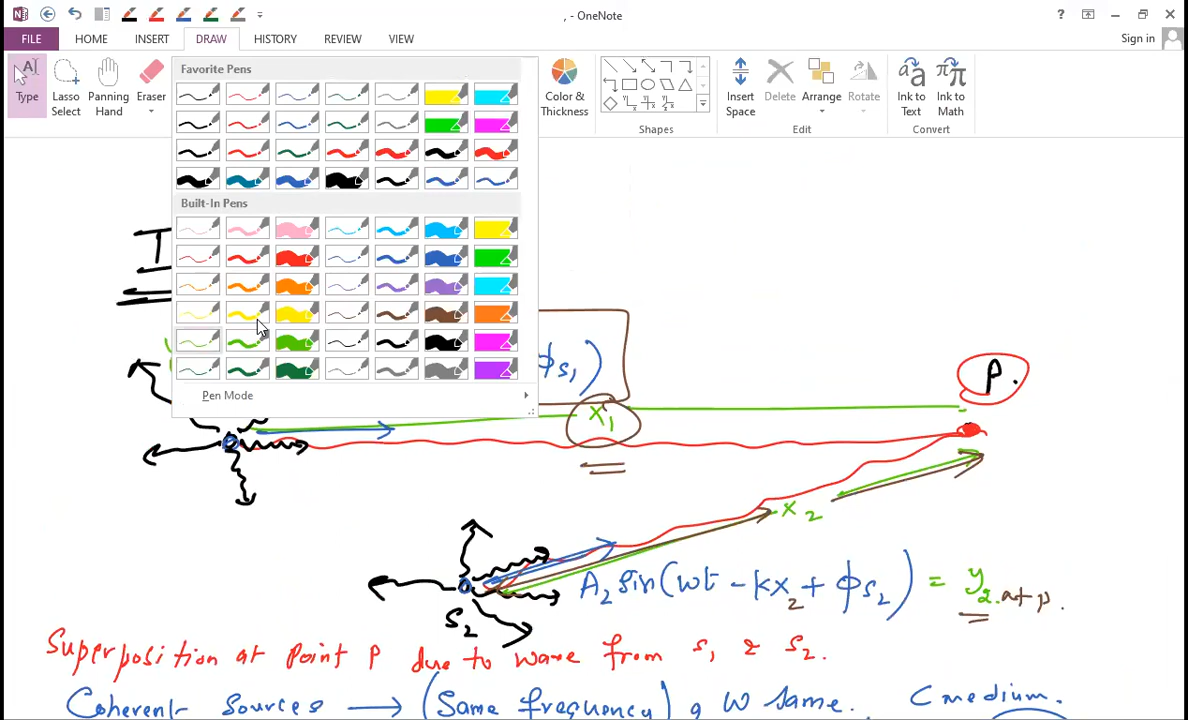 , - OneNote
Sign in
FILE HOME INSERT DRAW HISTORY REVIEW VIEW
Type
Lasso Select
Panning Hand
Eraser
Favorite Pens
Built-In Pens
Pen Mode
Color & Thickness
Shapes
Insert Space
Delete
Arrange
Rotate
Edit
Ink to Text
Ink to Math
Convert
I
ϕs₁)
P.
x₁
x₂
A₂ sin(wt - kx₂ + ϕs₂) = y₂ at p.
s₂
Superposition at point P due to wave from s₁ & s₂.
Coherent Sources → (Same frequency) w same. (medium.